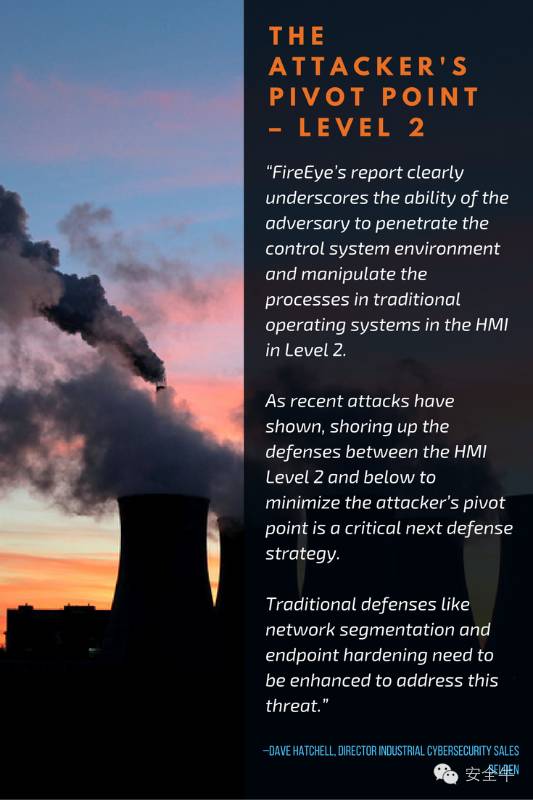 THE
ATTACKER'S
PIVOT POINT
– LEVEL 2
“FireEye’s report clearly
underscores the ability of the
adversary to penetrate the
control system environment
and manipulate the
processes in traditional
operating systems in the HMI
in Level 2.
As recent attacks have
shown, shoring up the
defenses between the HMI
Level 2 and below to
minimize the attacker’s pivot
point is a critical next defense
strategy.
Traditional defenses like
network segmentation and
endpoint hardening need to
be enhanced to address this
threat.”
–DAVE HATCHELL, DIRECTOR INDUSTRIAL CYBERSECURITY SALES
BELDEN
安全牛